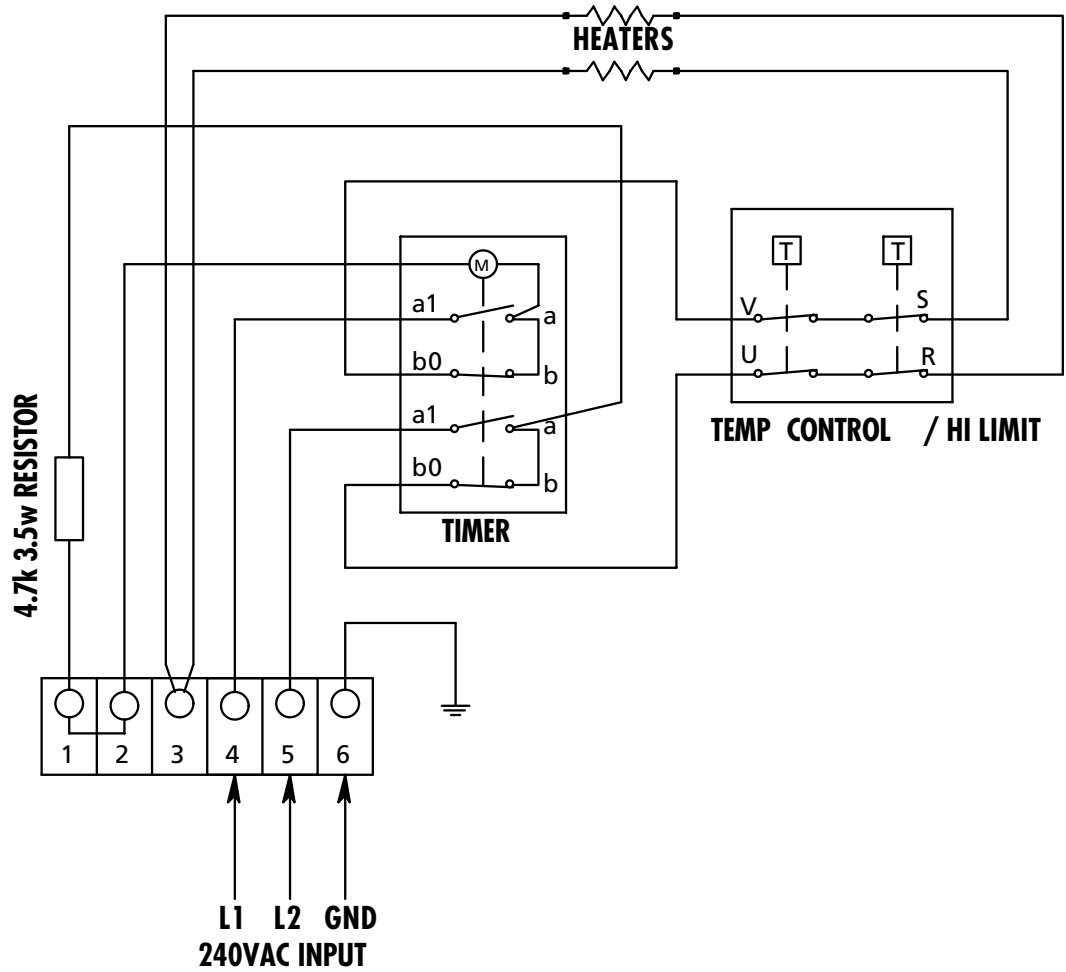 HEATERS
M
a1
a
b0
b
a1
a
b0
b
TIMER
T
T
V
S
U
R
TEMP CONTROL / HI LIMIT
4.7k 3.5w RESISTOR
1 2 3 4 5 6
L1 L2 GND
240VAC INPUT